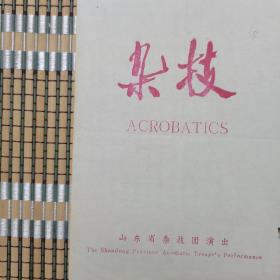 杂技
ACROBATICS
山东省杂技团演出
The Shandong Province Acrobatic Troupe's Performance